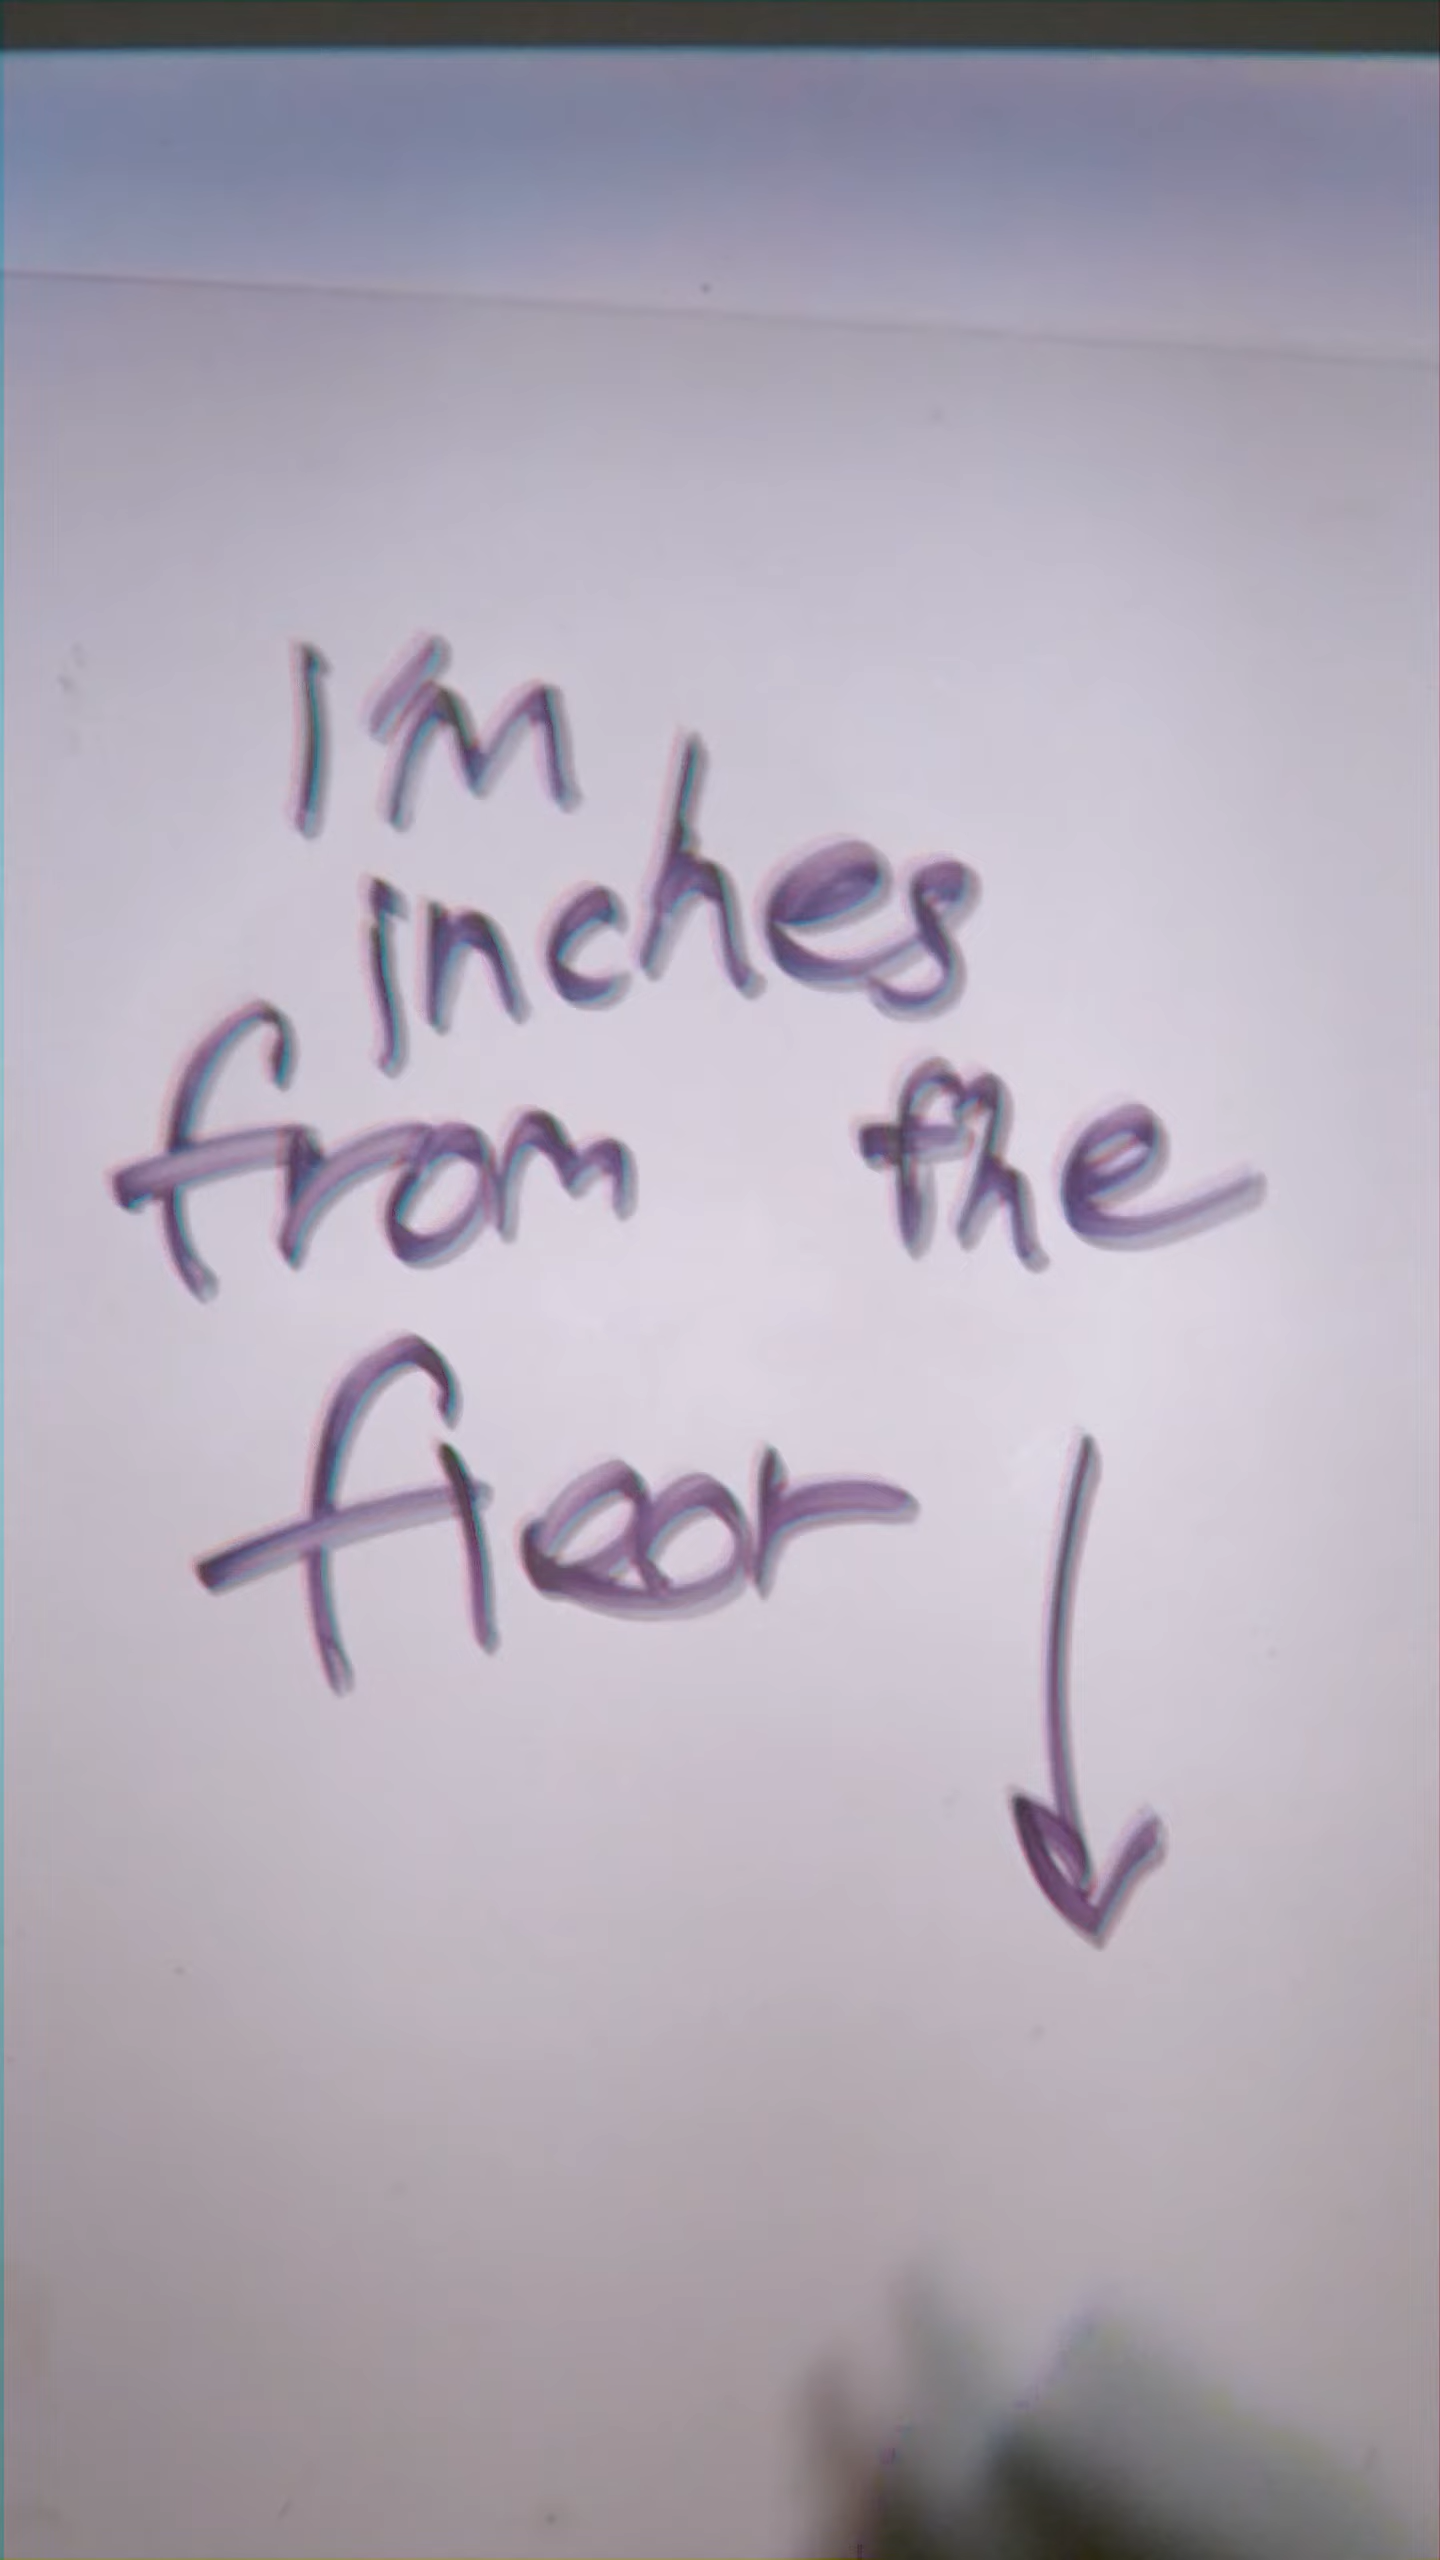 I'm
inches
from the
floor ↓